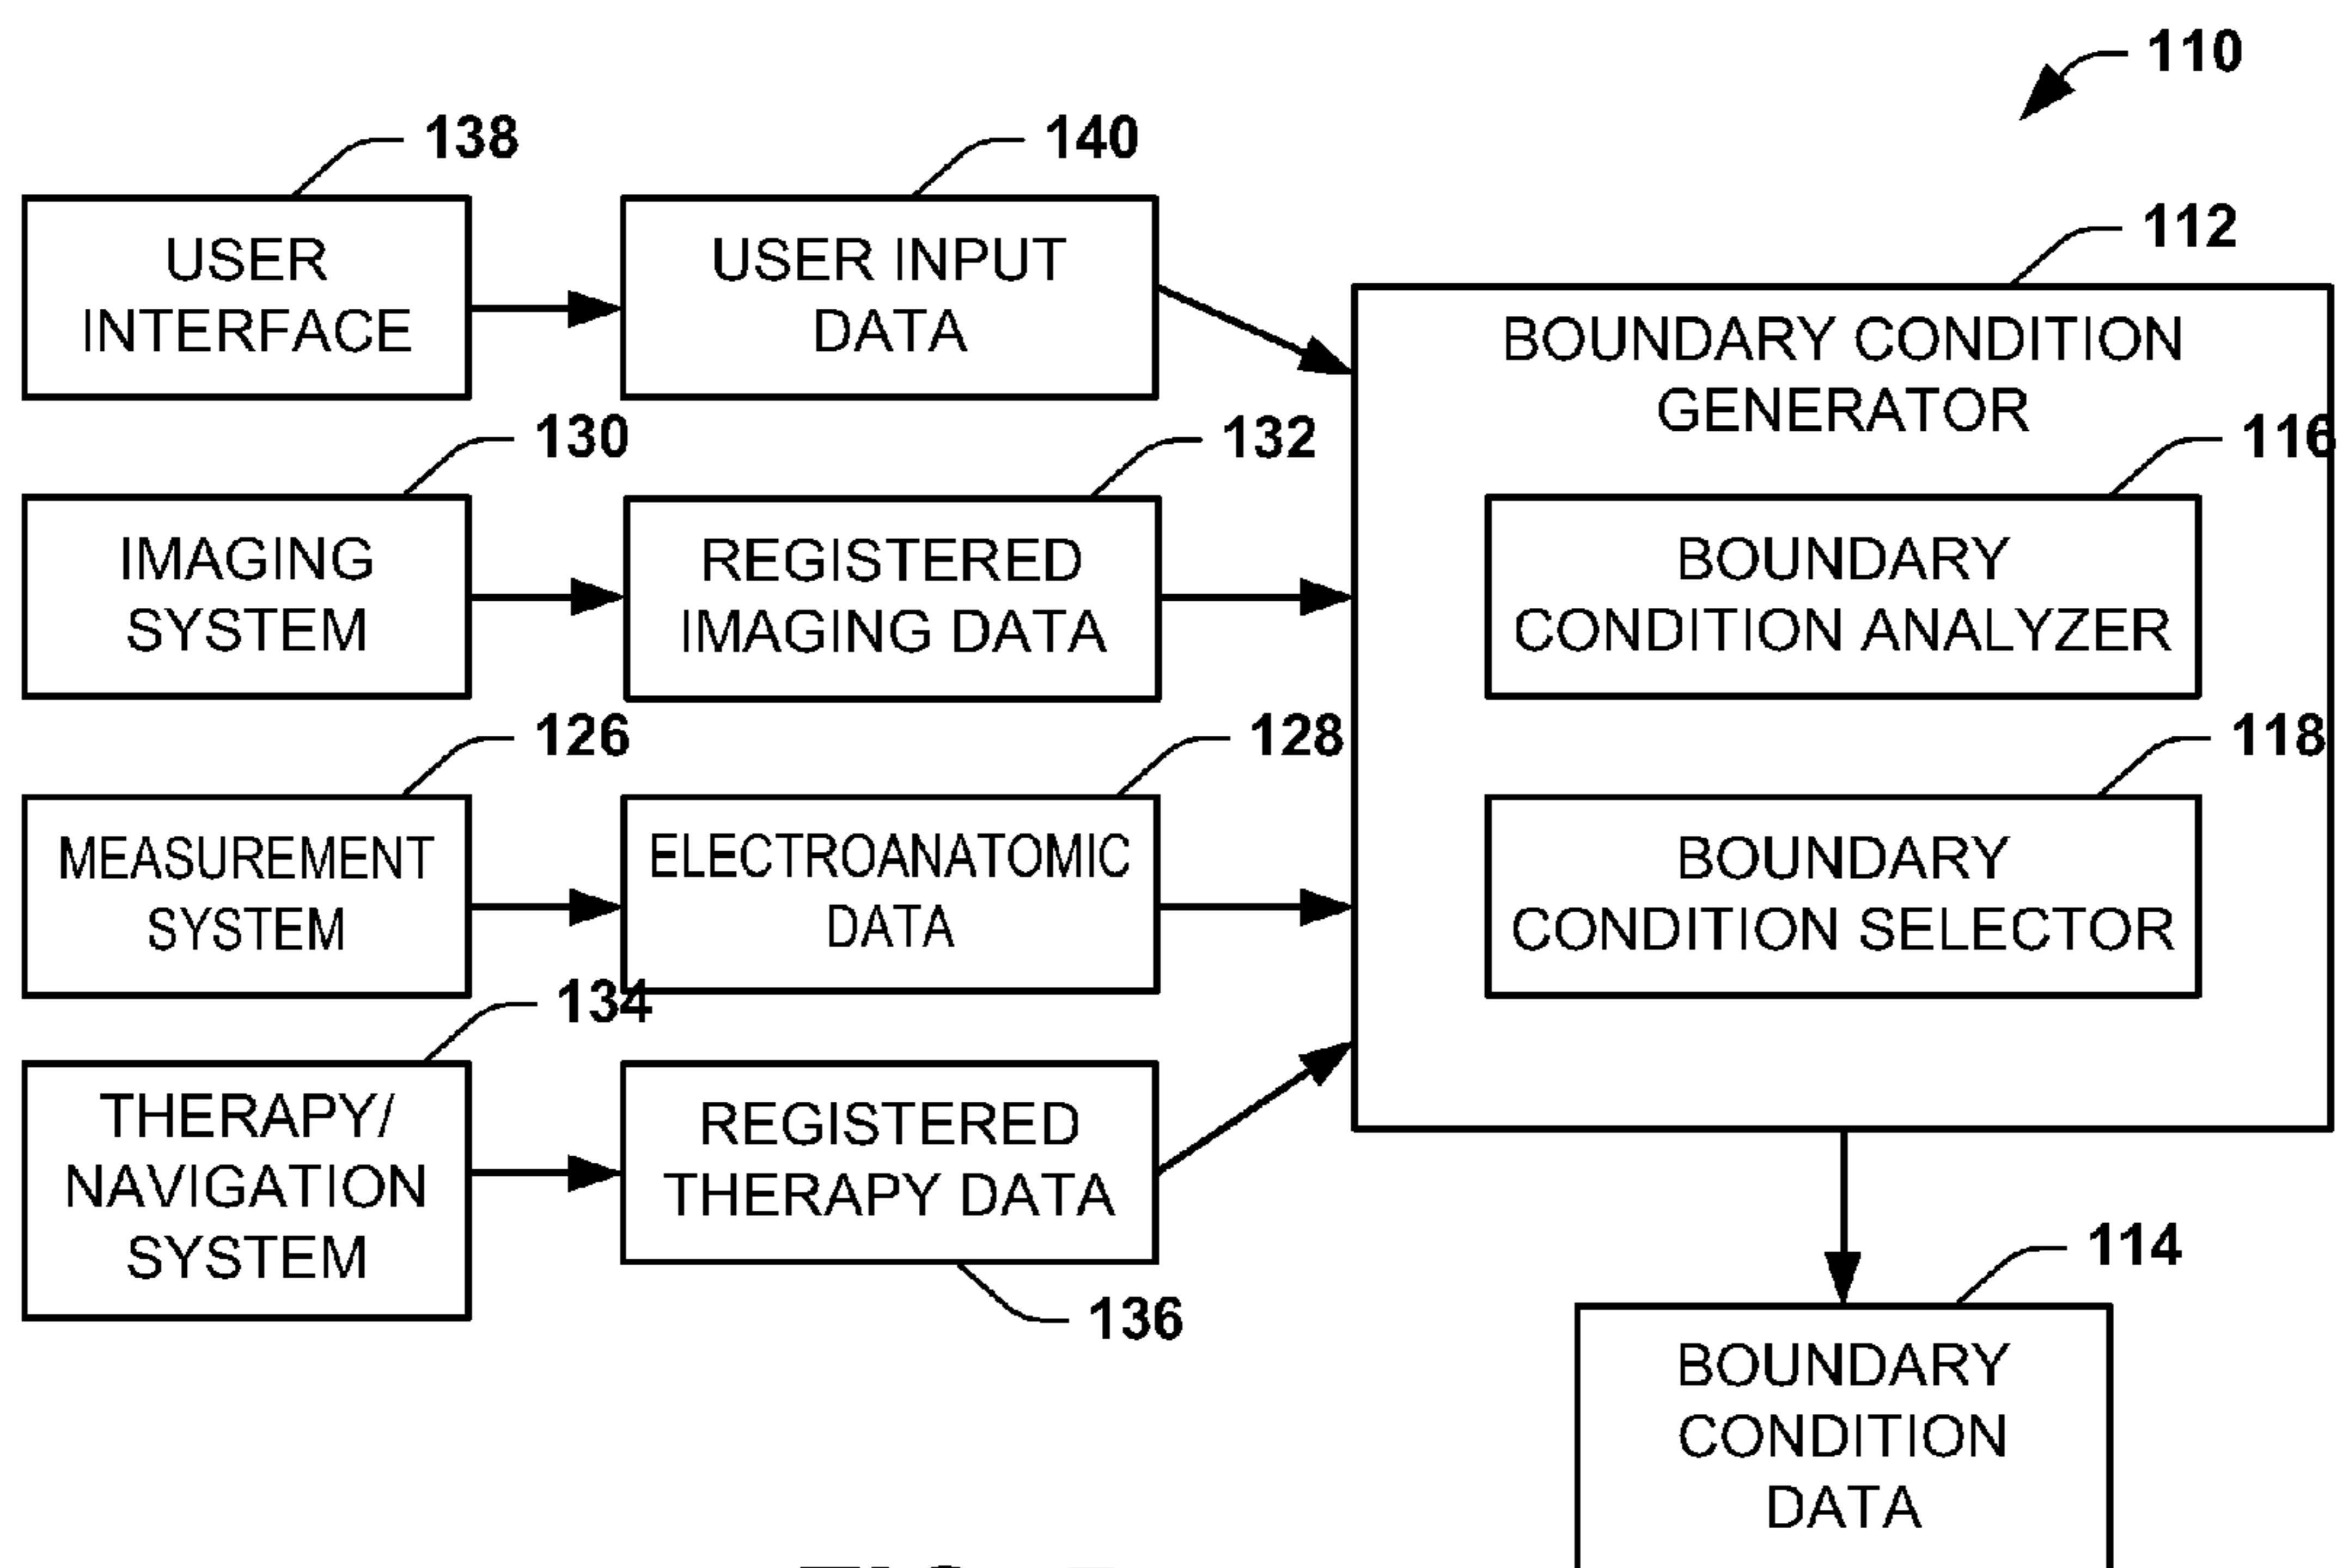 110
138
140
112
USER
INTERFACE
USER INPUT
DATA
BOUNDARY CONDITION
GENERATOR
130
132
116
IMAGING
SYSTEM
REGISTERED
IMAGING DATA
BOUNDARY
CONDITION ANALYZER
126
128
118
MEASUREMENT
SYSTEM
ELECTROANATOMIC
DATA
BOUNDARY
CONDITION SELECTOR
134
THERAPY/
NAVIGATION
SYSTEM
REGISTERED
THERAPY DATA
136
114
BOUNDARY
CONDITION
DATA